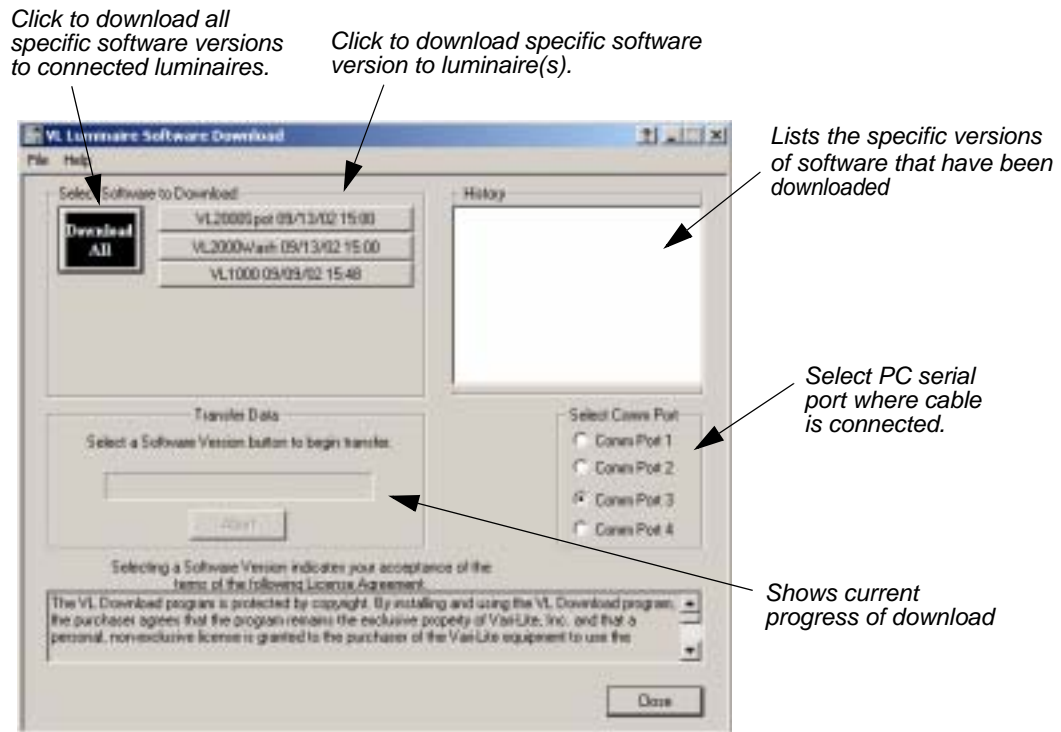 Click to download all
specific software versions
to connected luminaires.
Click to download specific software
version to luminaire(s).
VL Luminaire Software Download
File Help
Select Software to Download
Download
All
VL2000Spot 09/13/02 15:00
VL2000Wash 09/13/02 15:00
VL1000 09/09/02 15:48
History
Lists the specific versions
of software that have been
downloaded
Transfer Data
Select a Software Version button to begin transfer.
Abort
Select Comm Port
Comm Port 1
Comm Port 2
Comm Port 3
Comm Port 4
Select PC serial
port where cable
is connected.
Selecting a Software Version indicates your acceptance of the
terms of the following License Agreement.
The VL Download program is protected by copyright. By installing and using the VL Download program,
the purchaser agrees that the program remains the exclusive property of Vari-Lite, Inc. and that a
personal, non-exclusive license is granted to the purchaser of the Vari-Lite equipment to use the
Shows current
progress of download
Close